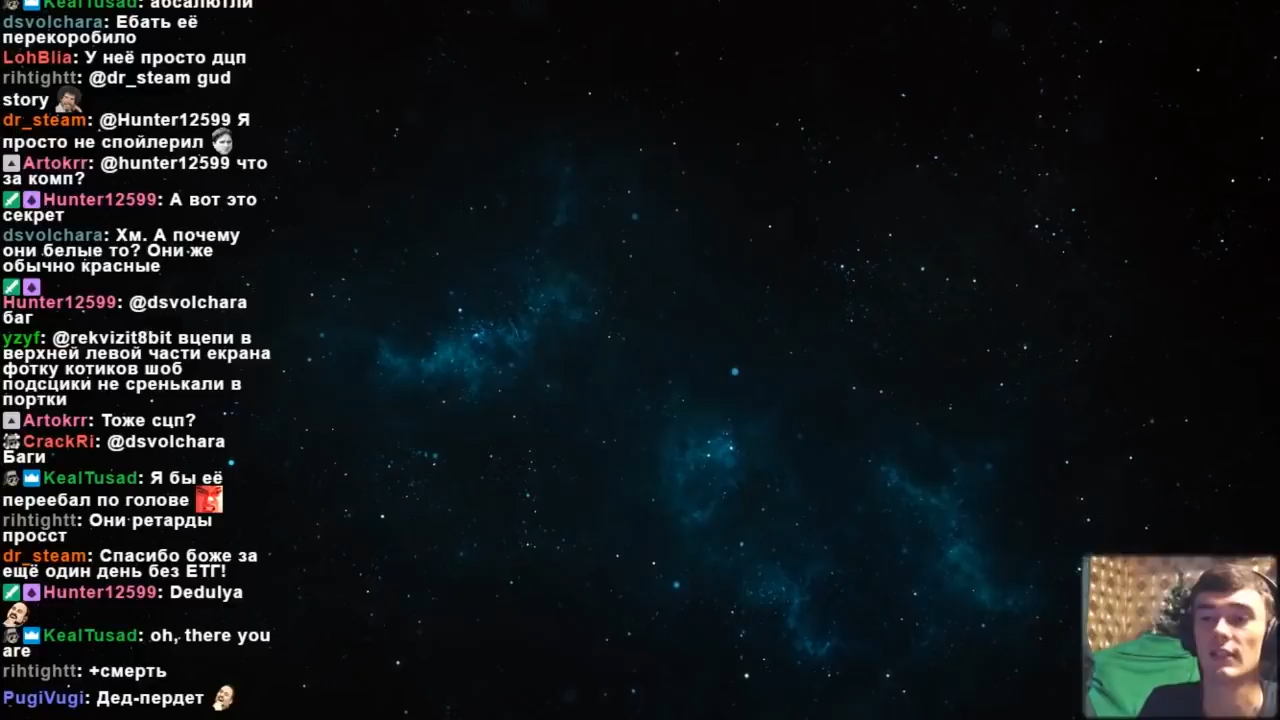 KealTusad: абсалютли
dsvolchara: Ебать её
перекоробило
LohBlia: У неё просто дцп
rihtightt: @dr_steam gud
story
dr_steam: @Hunter12599 Я
просто не спойлерил
Artokrr: @hunter12599 что
за комп?
Hunter12599: А вот это
секрет
dsvolchara: Хм. А почему
они белые то? Они же
обычно красные
Hunter12599: @dsvolchara
баг
yzyf: @rekvizit8bit вцепи в
верхней левой части екрана
фотку котиков шоб
подсцики не сренькали в
портки
Artokrr: Тоже сцп?
CrackRi: @dsvolchara
Баги
KealTusad: Я бы её
переебал по голове
rihtightt: Они ретарды
просст
dr_steam: Спасибо боже за
ещё один день без ЕТГ!
Hunter12599: Dedulya
KealTusad: oh, there you
are
rihtightt: +смерть
PugiVugi: Дед-пердет